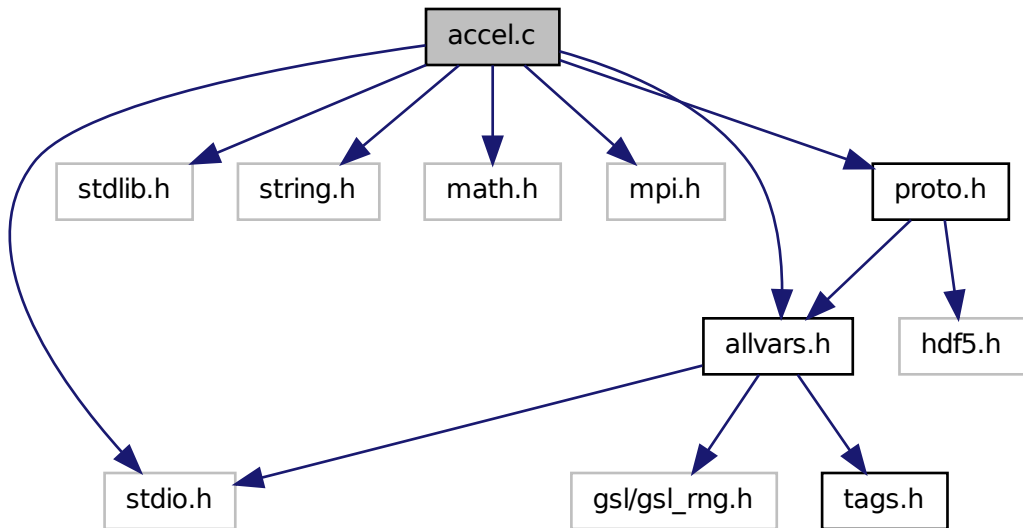 accel.c
stdlib.h
string.h
math.h
mpi.h
proto.h
allvars.h
hdf5.h
stdio.h
gsl/gsl_rng.h
tags.h